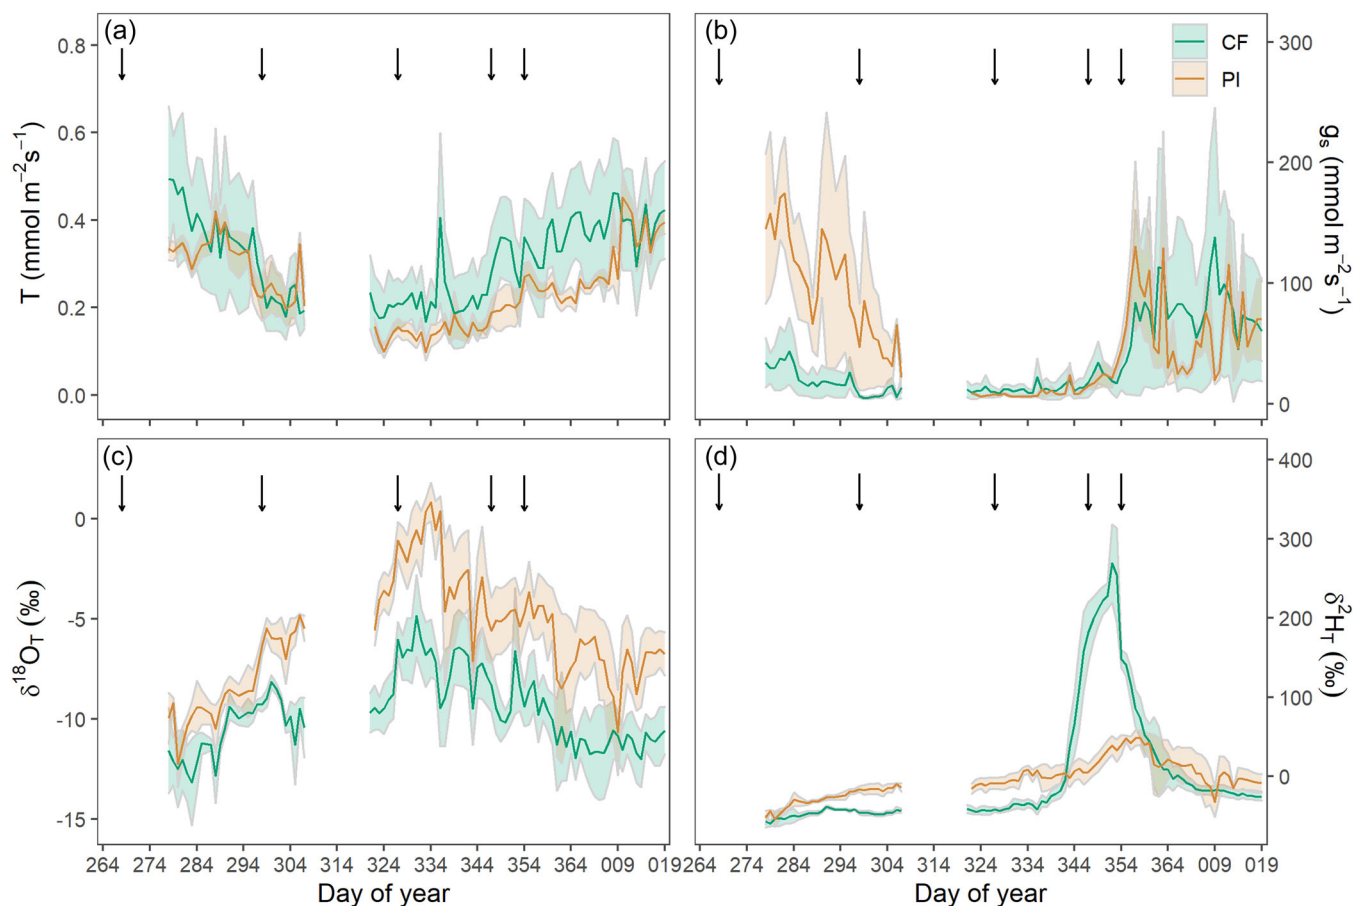 (a)
(b)
CF
PI
0.8
0.6
0.4
0.2
0.0
T (mmol m⁻² s⁻¹)
300
200
100
0
gₛ (mmol m⁻² s⁻¹)
(c)
(d)
0
-5
-10
-15
δ¹⁸O_T (‰)
400
300
200
100
0
δ²H_T (‰)
264 274 284 294 304 314 324 334 344 354 364 009 019
264 274 284 294 304 314 324 334 344 354 364 009 019
Day of year
Day of year